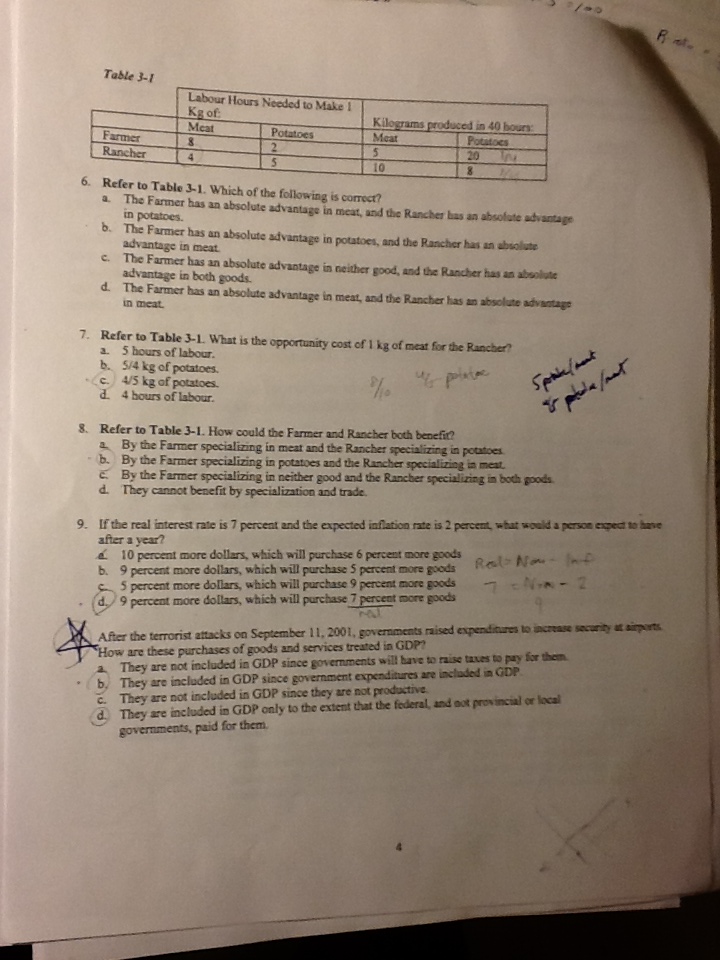 Table 3-1
Labour Hours Needed to Make 1
Kg of:
Kilograms produced in 40 hours:
Meat Potatoes Meat Potatoes
Farmer 8 2 5 20
Rancher 4 5 10 8
6. Refer to Table 3-1. Which of the following is correct?
a. The Farmer has an absolute advantage in meat, and the Rancher has an absolute advantage
in potatoes.
b. The Farmer has an absolute advantage in potatoes, and the Rancher has an absolute
advantage in meat.
c. The Farmer has an absolute advantage in neither good, and the Rancher has an absolute
advantage in both goods.
d. The Farmer has an absolute advantage in meat, and the Rancher has an absolute advantage
in meat.
7. Refer to Table 3-1. What is the opportunity cost of 1 kg of meat for the Rancher?
a. 5 hours of labour.
b. 5/4 kg of potatoes.
c. 4/5 kg of potatoes.
d. 4 hours of labour.
8/10
4/5 potatoe
8. Refer to Table 3-1. How could the Farmer and Rancher both benefit?
a. By the Farmer specializing in meat and the Rancher specializing in potatoes.
b. By the Farmer specializing in potatoes and the Rancher specializing in meat.
c. By the Farmer specializing in neither good and the Rancher specializing in both goods.
d. They cannot benefit by specialization and trade.
9. If the real interest rate is 7 percent and the expected inflation rate is 2 percent, what would a person expect to have
after a year?
a. 10 percent more dollars, which will purchase 6 percent more goods
b. 9 percent more dollars, which will purchase 5 percent more goods
c. 5 percent more dollars, which will purchase 9 percent more goods
d. 9 percent more dollars, which will purchase 7 percent more goods
real
Real = Nom - Inf
7 = Nom - 2
9
After the terrorist attacks on September 11, 2001, governments raised expenditures to increase security at airports.
How are these purchases of goods and services treated in GDP?
a. They are not included in GDP since governments will have to raise taxes to pay for them.
b. They are included in GDP since government expenditures are included in GDP
c. They are not included in GDP since they are not productive.
d. They are included in GDP only to the extent that the federal, and not provincial or local
governments, paid for them.
4